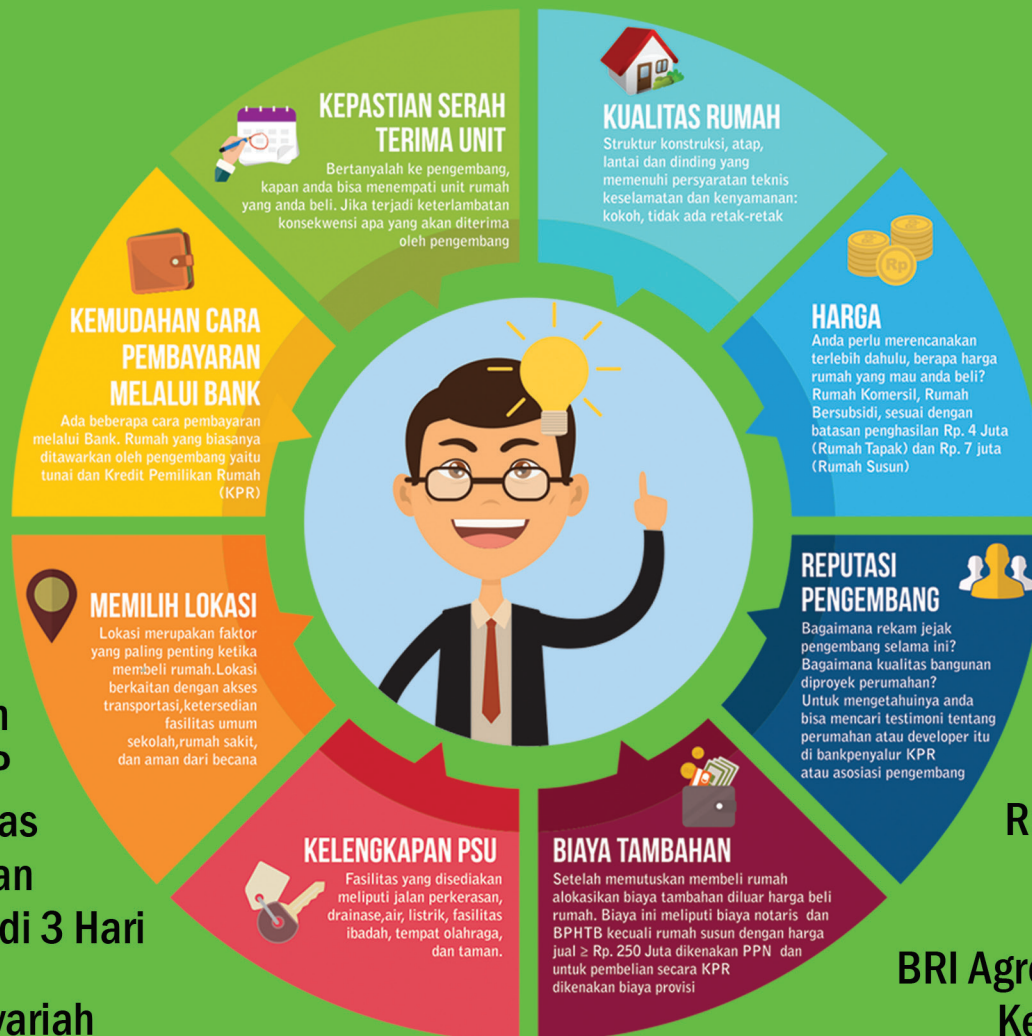 KEPASTIAN SERAH
TERIMA UNIT
Bertanyalah ke pengembang,
kapan anda bisa menempati unit rumah
yang anda beli. Jika terjadi keterlambatan
konsekwensi apa yang akan diterima
oleh pengembang
KUALITAS RUMAH
Struktur konstruksi, atap,
lantai dan dinding yang
memenuhi persyaratan teknis
keselamatan dan kenyamanan:
kokoh, tidak ada retak-retak
HARGA
Anda perlu merencanakan
terlebih dahulu, berapa harga
rumah yang mau anda beli?
Rumah Komersil, Rumah
Bersubsidi, sesuai dengan
batasan penghasilan Rp. 4 Juta
(Rumah Tapak) dan Rp. 7 juta
(Rumah Susun)
Rp
REPUTASI
PENGEMBANG
Bagaimana rekam jejak
pengembang selama ini?
Bagaimana kualitas bangunan
diproyek perumahan?
Untuk mengetahuinya anda
bisa mencari testimoni tentang
perumahan atau developer itu
di bankpenyalur KPR
atau asosiasi pengembang
BIAYA TAMBAHAN
Setelah memutuskan membeli rumah
alokasikan biaya tambahan diluar harga beli
rumah. Biaya ini meliputi biaya notaris dan
BPHTB kecuali rumah susun dengan harga
jual ≥ Rp. 250 Juta dikenakan PPN dan
untuk pembelian secara KPR
dikenakan biaya provisi
KELENGKAPAN PSU
Fasilitas yang disediakan
meliputi jalan perkerasan,
drainase,air, listrik, fasilitas
ibadah, tempat olahraga,
dan taman.
MEMILIH LOKASI
Lokasi merupakan faktor
yang paling penting ketika
membeli rumah.Lokasi
berkaitan dengan akses
transportasi,ketersedian
fasilitas umum
sekolah,rumah sakit,
dan aman dari becana
KEMUDAHAN CARA
PEMBAYARAN
MELALUI BANK
Ada beberapa cara pembayaran
melalui Bank. Rumah yang biasanya
ditawarkan oleh pengembang yaitu
tunai dan Kredit Pemilikan Rumah
(KPR)
n
P
as
an
di 3 Hari
yariah
R
BRI Agro
Ke